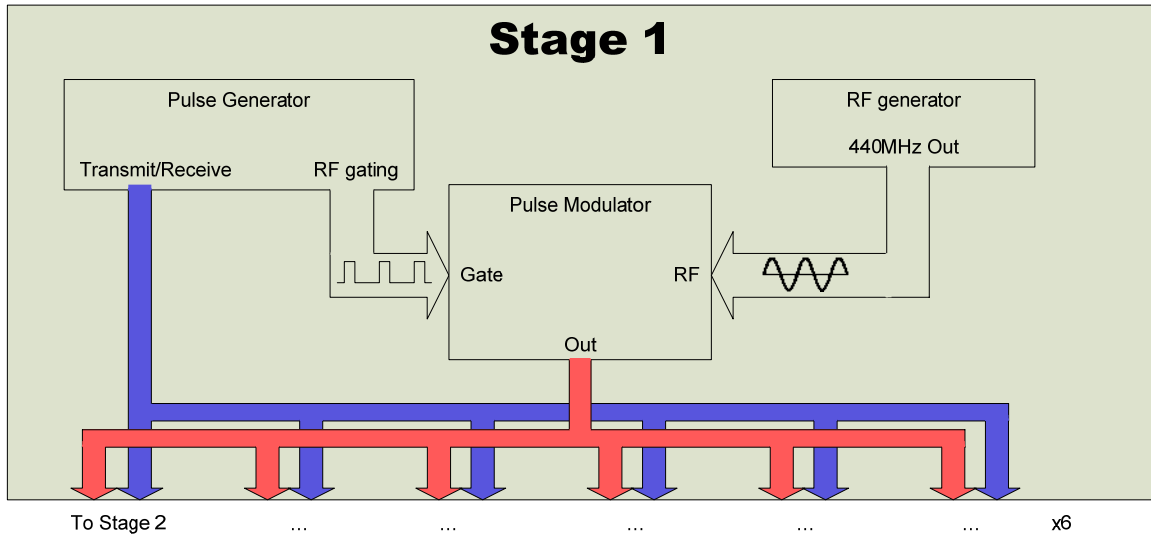 Stage 1
Pulse Generator
RF generator
440MHz Out
Transmit/Receive
RF gating
Pulse Modulator
Gate
RF
Out
To Stage 2
...
...
...
...
...
x6